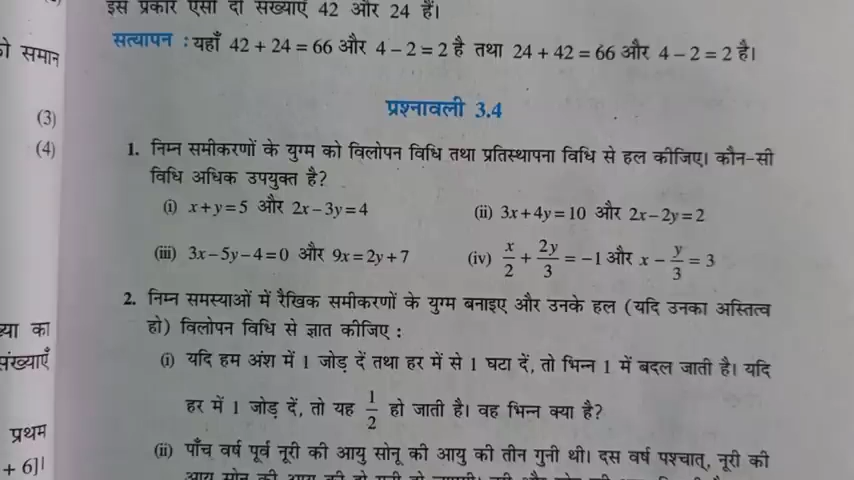 इस प्रकार ऐसी दो संख्याएँ 42 और 24 हैं।
सत्यापन : यहाँ 42 + 24 = 66 और 4 – 2 = 2 है तथा 24 + 42 = 66 और 4 – 2 = 2 है।
समान
(3)
(4)
प्रश्नावली 3.4
1. निम्न समीकरणों के युग्म को विलोपन विधि तथा प्रतिस्थापना विधि से हल कीजिए। कौन-सी
विधि अधिक उपयुक्त है?
(i) x + y = 5 और 2x – 3y = 4 (ii) 3x + 4y = 10 और 2x – 2y = 2
(iii) 3x – 5y – 4 = 0 और 9x = 2y + 7 (iv) x/2 + 2y/3 = –1 और x – y/3 = 3
2. निम्न समस्याओं में रैखिक समीकरणों के युग्म बनाइए और उनके हल (यदि उनका अस्तित्व
हो) विलोपन विधि से ज्ञात कीजिए :
(i) यदि हम अंश में 1 जोड़ दें तथा हर में से 1 घटा दें, तो भिन्न 1 में बदल जाती है। यदि
हर में 1 जोड़ दें, तो यह 1/2 हो जाती है। वह भिन्न क्या है?
(ii) पाँच वर्ष पूर्व नूरी की आयु सोनू की आयु की तीन गुनी थी। दस वर्ष पश्चात्, नूरी की
का
संख्याएँ
प्रथम
+ 6]